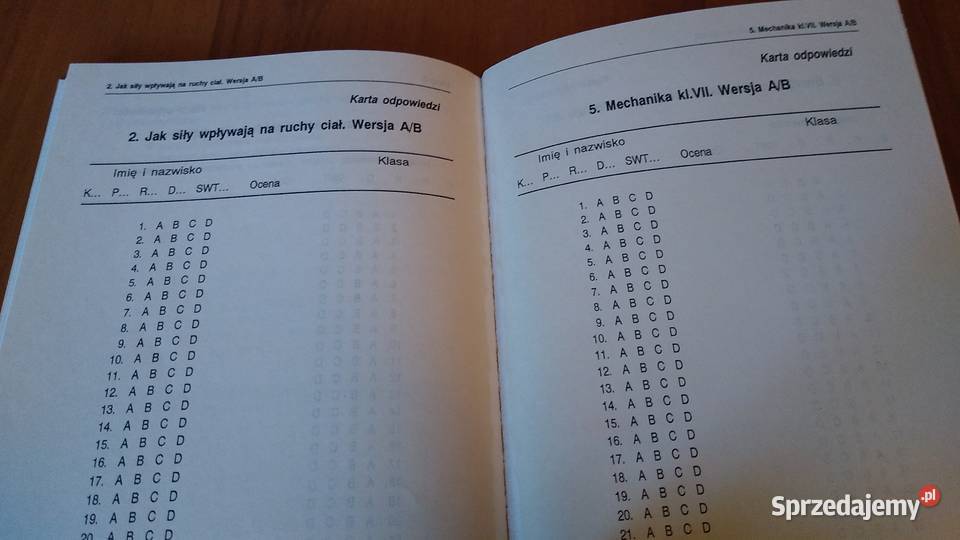 2. Jak siły wpływają na ruchy ciał. Wersja A/B
Karta odpowiedzi
2. Jak siły wpływają na ruchy ciał. Wersja A/B
Imię i nazwisko Klasa
K... P... R... D... SWT... Ocena
1. A B C D
2. A B C D
3. A B C D
4. A B C D
5. A B C D
6. A B C D
7. A B C D
8. A B C D
9. A B C D
10. A B C D
11. A B C D
12. A B C D
13. A B C D
14. A B C D
15. A B C D
16. A B C D
17. A B C D
18. A B C D
19. A B C D
20. A B C D
5. Mechanika kl.VII. Wersja A/B
Karta odpowiedzi
5. Mechanika kl.VII. Wersja A/B
Imię i nazwisko Klasa
K... P... R... D... SWT... Ocena
1. A B C D
2. A B C D
3. A B C D
4. A B C D
5. A B C D
6. A B C D
7. A B C D
8. A B C D
9. A B C D
10. A B C D
11. A B C D
12. A B C D
13. A B C D
14. A B C D
15. A B C D
16. A B C D
17. A B C D
18. A B C D
19. A B C D
20. A B C D
21. A B C D
Sprzedajemy.pl